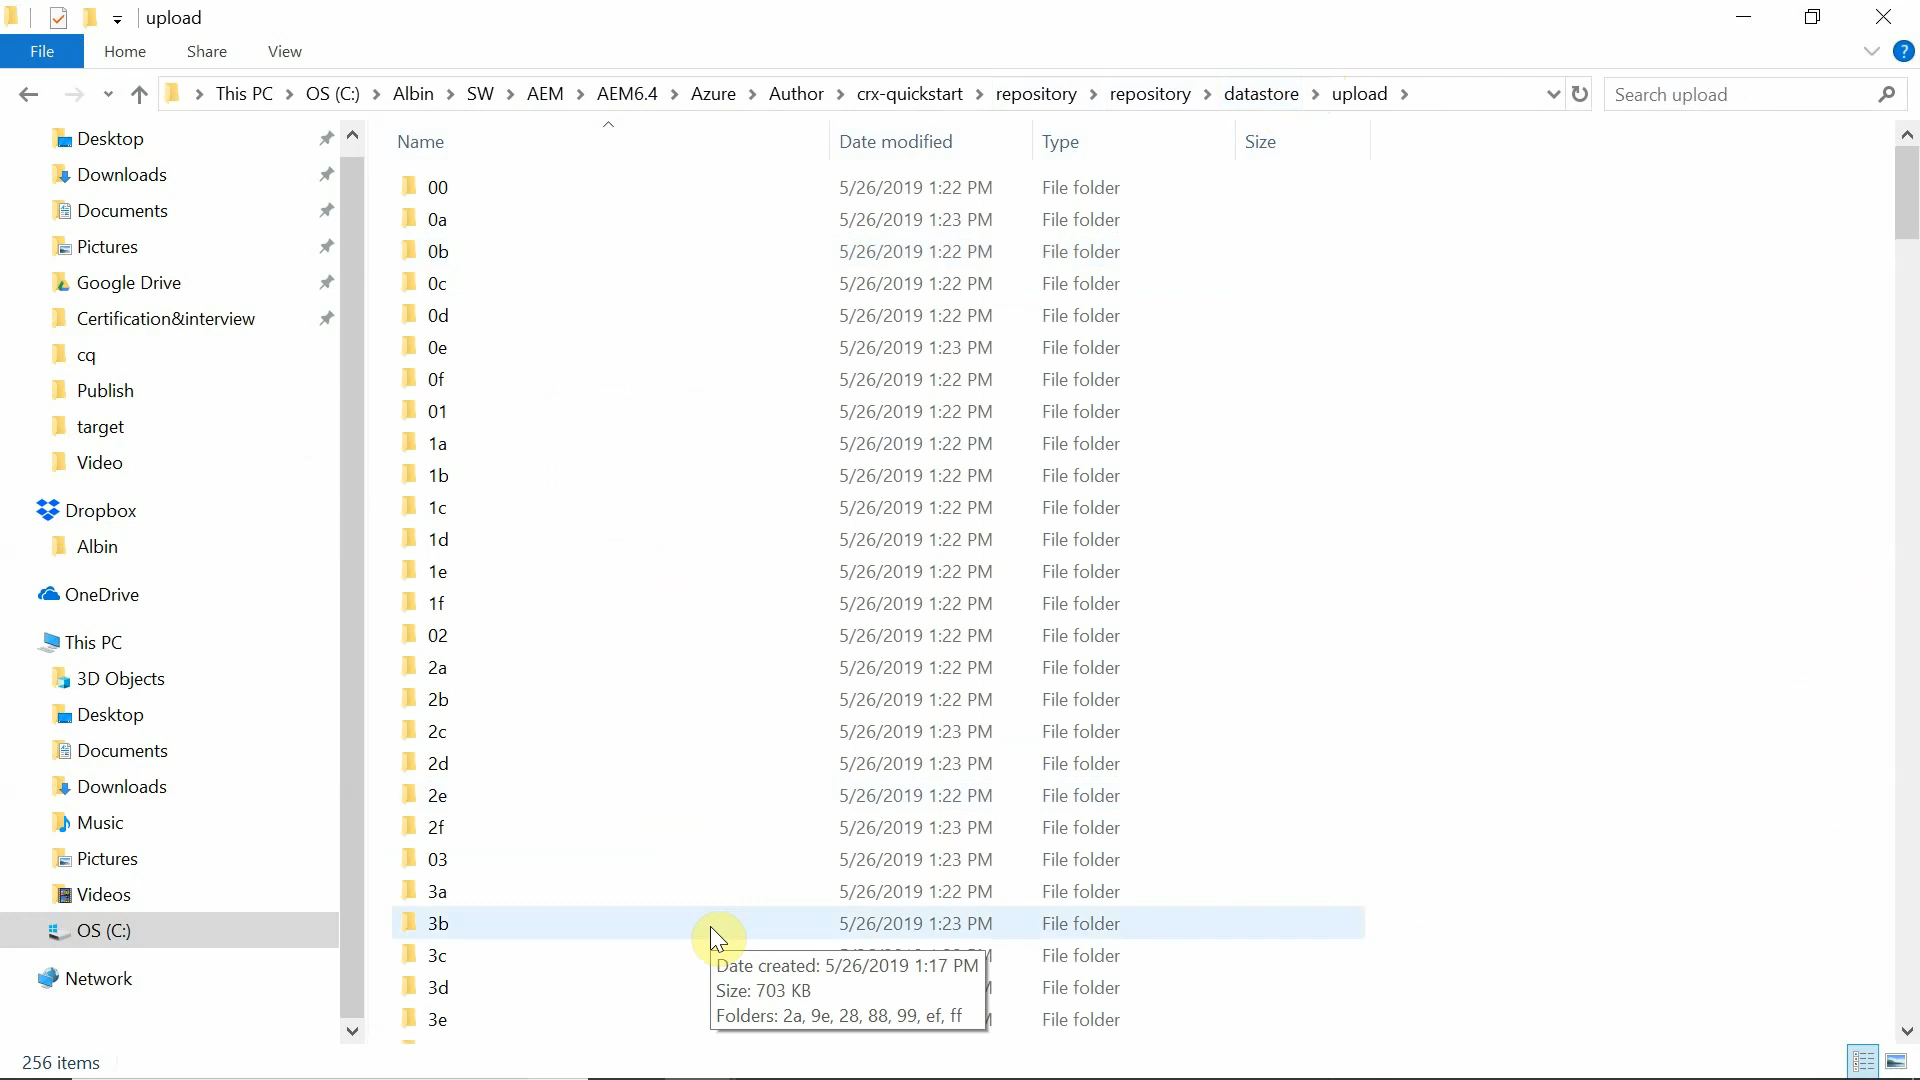 upload
File Home Share View
This PC > OS (C:) > Albin > SW > AEM > AEM6.4 > Azure > Author > crx-quickstart > repository > repository > datastore > upload >
Search upload
Desktop
Downloads
Documents
Pictures
Google Drive
Certification&interview
cq
Publish
target
Video
Dropbox
Albin
OneDrive
This PC
3D Objects
Desktop
Documents
Downloads
Music
Pictures
Videos
OS (C:)
Network
Name Date modified Type Size
00 5/26/2019 1:22 PM File folder
0a 5/26/2019 1:23 PM File folder
0b 5/26/2019 1:22 PM File folder
0c 5/26/2019 1:22 PM File folder
0d 5/26/2019 1:22 PM File folder
0e 5/26/2019 1:23 PM File folder
0f 5/26/2019 1:22 PM File folder
01 5/26/2019 1:22 PM File folder
1a 5/26/2019 1:22 PM File folder
1b 5/26/2019 1:22 PM File folder
1c 5/26/2019 1:22 PM File folder
1d 5/26/2019 1:22 PM File folder
1e 5/26/2019 1:22 PM File folder
1f 5/26/2019 1:22 PM File folder
02 5/26/2019 1:22 PM File folder
2a 5/26/2019 1:22 PM File folder
2b 5/26/2019 1:22 PM File folder
2c 5/26/2019 1:23 PM File folder
2d 5/26/2019 1:23 PM File folder
2e 5/26/2019 1:22 PM File folder
2f 5/26/2019 1:23 PM File folder
03 5/26/2019 1:23 PM File folder
3a 5/26/2019 1:22 PM File folder
3b 5/26/2019 1:23 PM File folder
3c File folder
3d File folder
3e File folder
Date created: 5/26/2019 1:17 PM
Size: 703 KB
Folders: 2a, 9e, 28, 88, 99, ef, ff
256 items